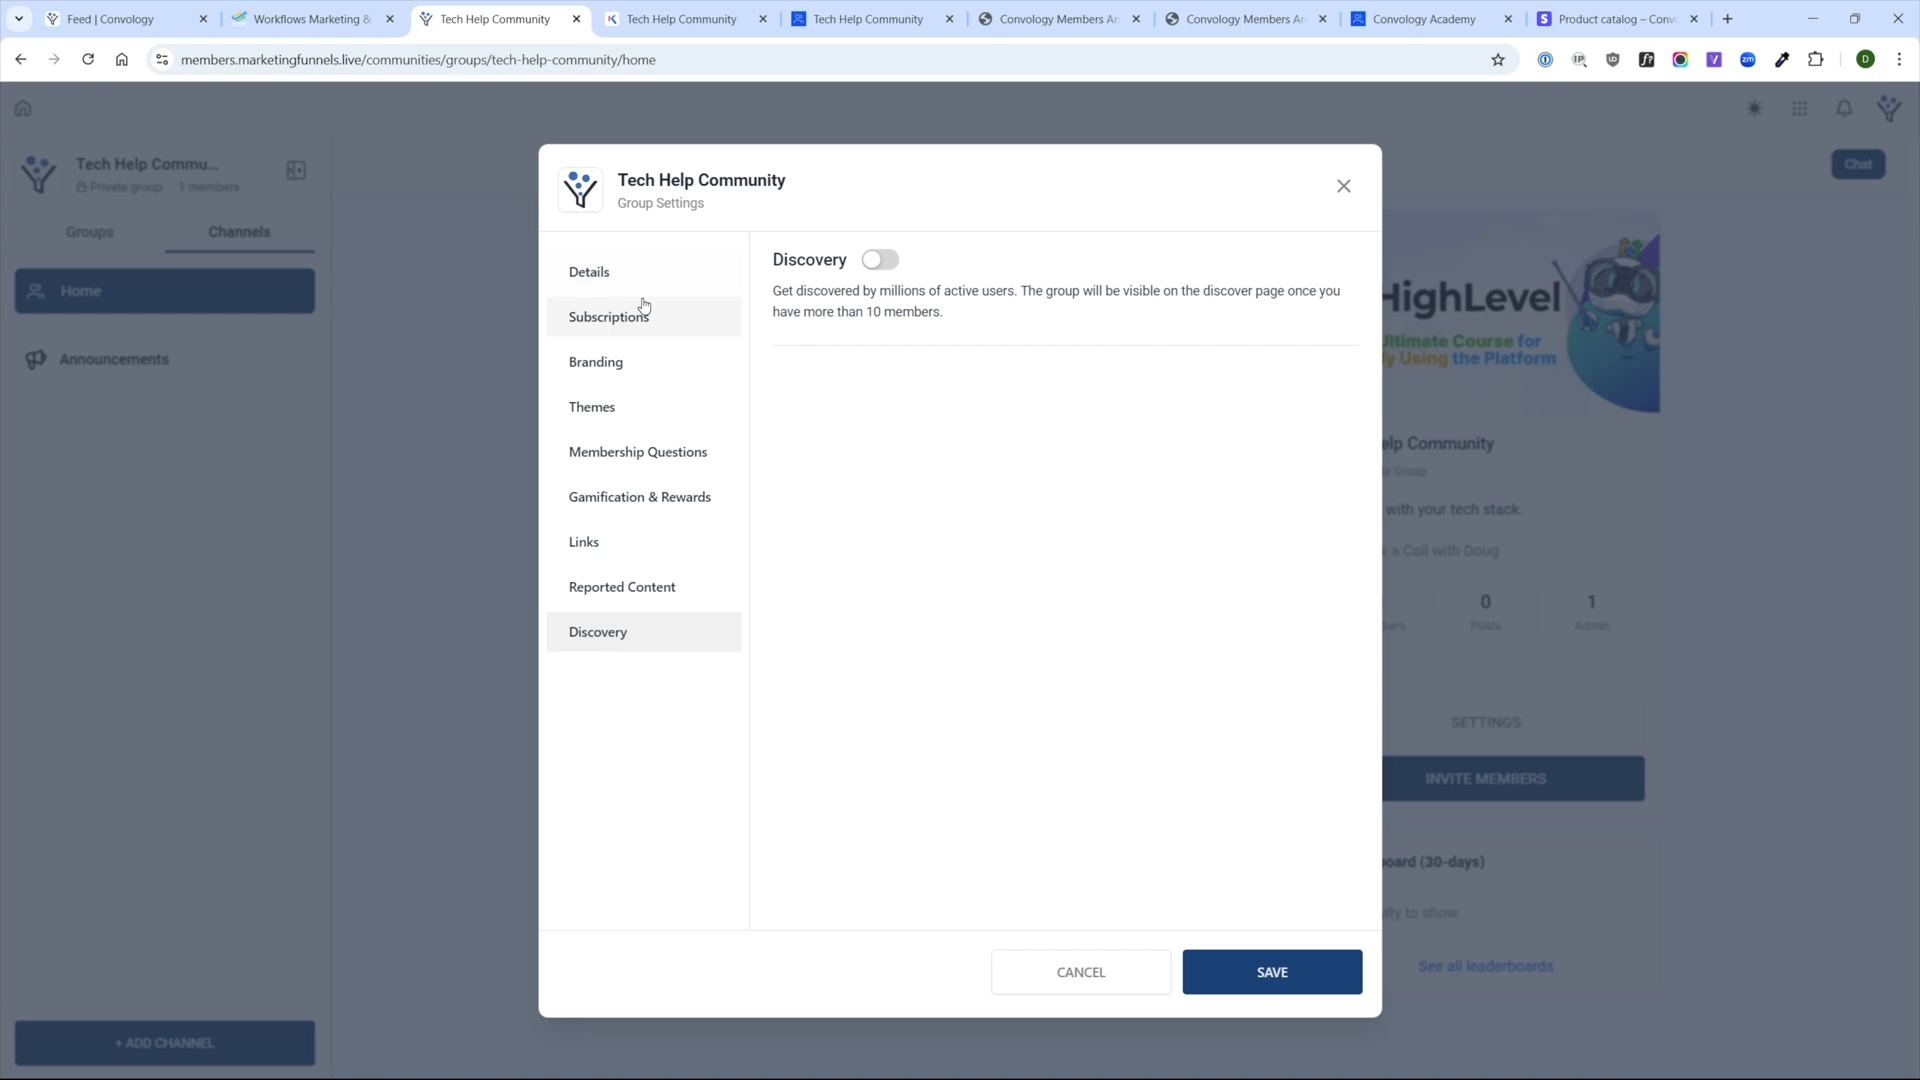 Feed | Convology
Workflows Marketing &
Tech Help Community
Tech Help Community
Tech Help Community
Convology Members Ar
Convology Members Ar
Convology Academy
Product catalog – Conv
members.marketingfunnels.live/communities/groups/tech-help-community/home
Tech Help Commu...
Private group · 1 members
Chat
Groups
Channels
Home
Announcements
+ ADD CHANNEL
Tech Help Community
Group Settings
Details
Subscriptions
Branding
Themes
Membership Questions
Gamification & Rewards
Links
Reported Content
Discovery
Discovery
Get discovered by millions of active users. The group will be visible on the discover page once you
have more than 10 members.
CANCEL
SAVE
HighLevel
Ultimate Course for
Using the Platform
elp Community
Group
with your tech stack.
a Call with Doug
0
1
Posts
Admin
SETTINGS
INVITE MEMBERS
board (30-days)
to show
See all leaderboards